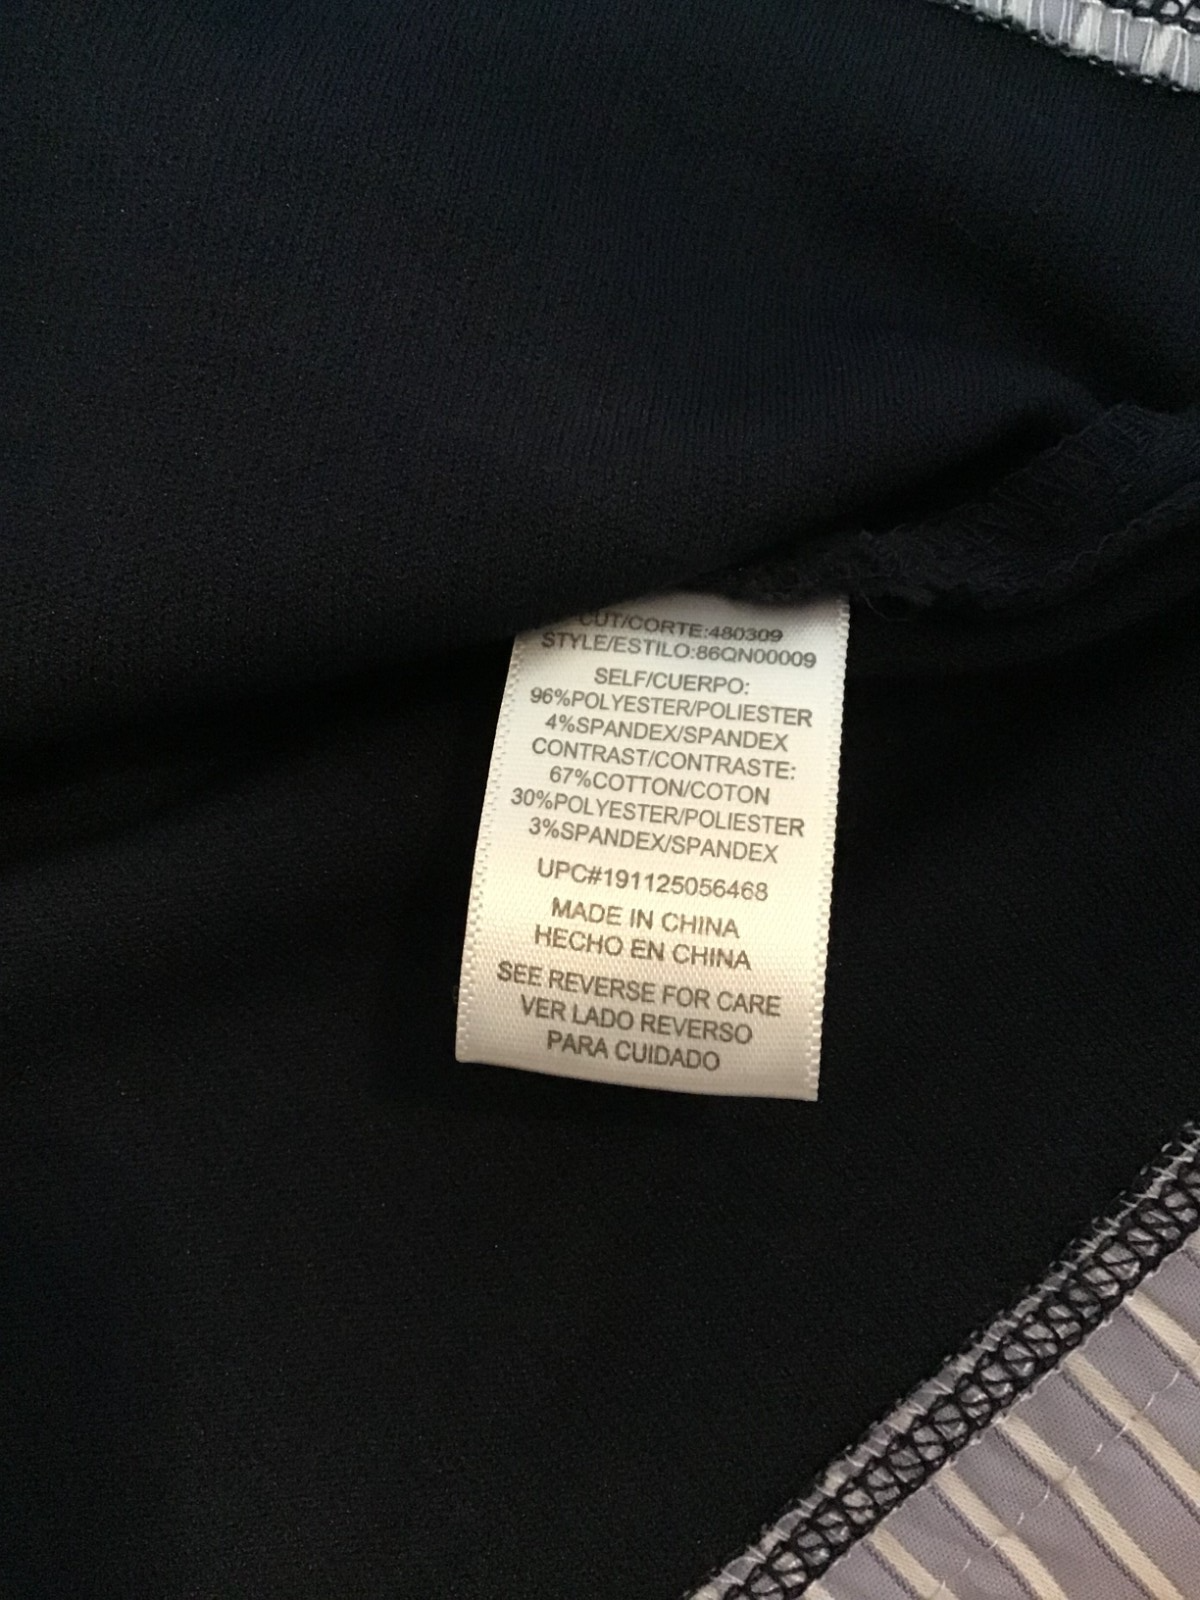 CUT/CORTE:480309
STYLE/ESTILO:86QN00009
SELF/CUERPO:
96%POLYESTER/POLIESTER
4%SPANDEX/SPANDEX
CONTRAST/CONTRASTE:
67%COTTON/COTON
30%POLYESTER/POLIESTER
3%SPANDEX/SPANDEX
UPC#191125056468
MADE IN CHINA
HECHO EN CHINA
SEE REVERSE FOR CARE
VER LADO REVERSO
PARA CUIDADO